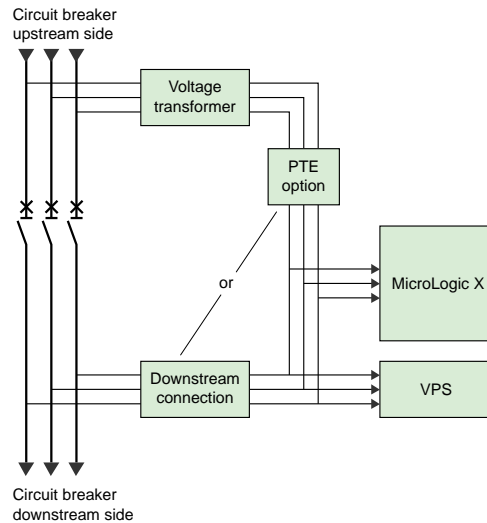 Circuit breaker
upstream side
Voltage
transformer
PTE
option
or
MicroLogic X
Downstream
connection
VPS
Circuit breaker
downstream side